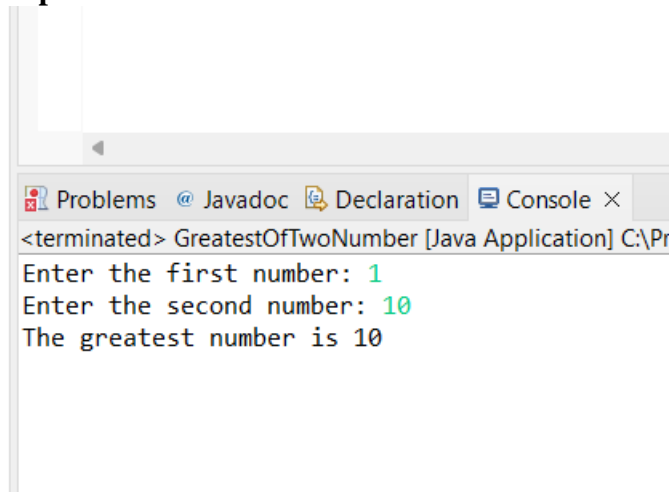 Problems @ Javadoc Declaration Console
<terminated> GreatestOfTwoNumber [Java Application] C:\Pr
Enter the first number: 1
Enter the second number: 10
The greatest number is 10